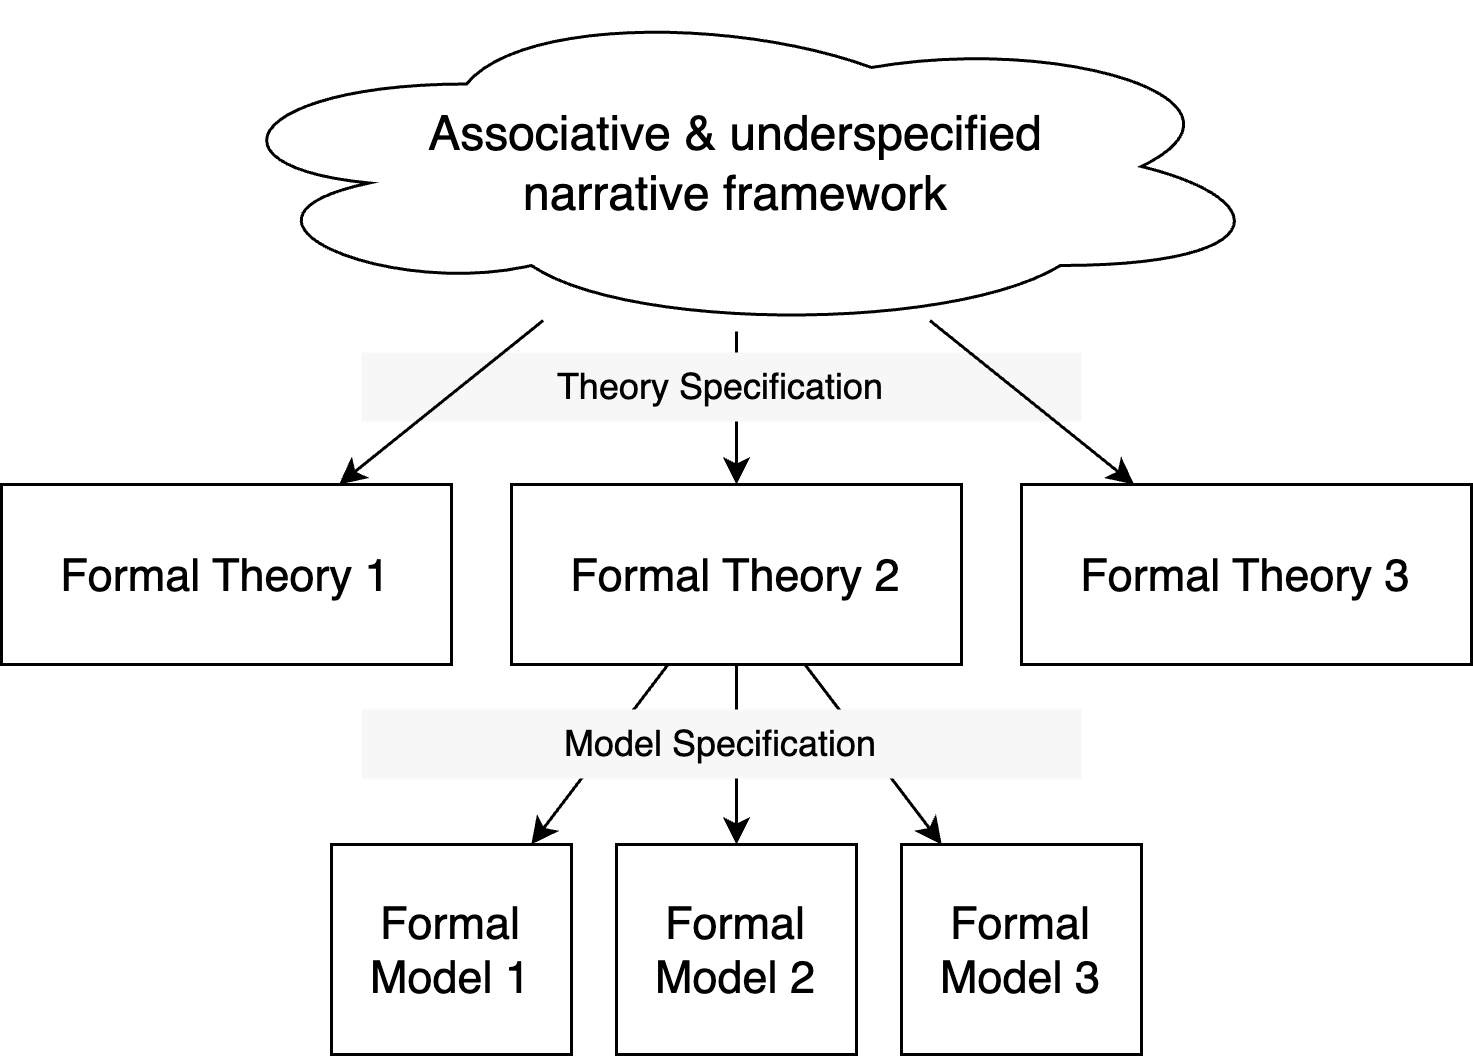 Associative & underspecified
narrative framework
Theory Specification
Formal Theory 1
Formal Theory 2
Formal Theory 3
Model Specification
Formal
Model 1
Formal
Model 2
Formal
Model 3